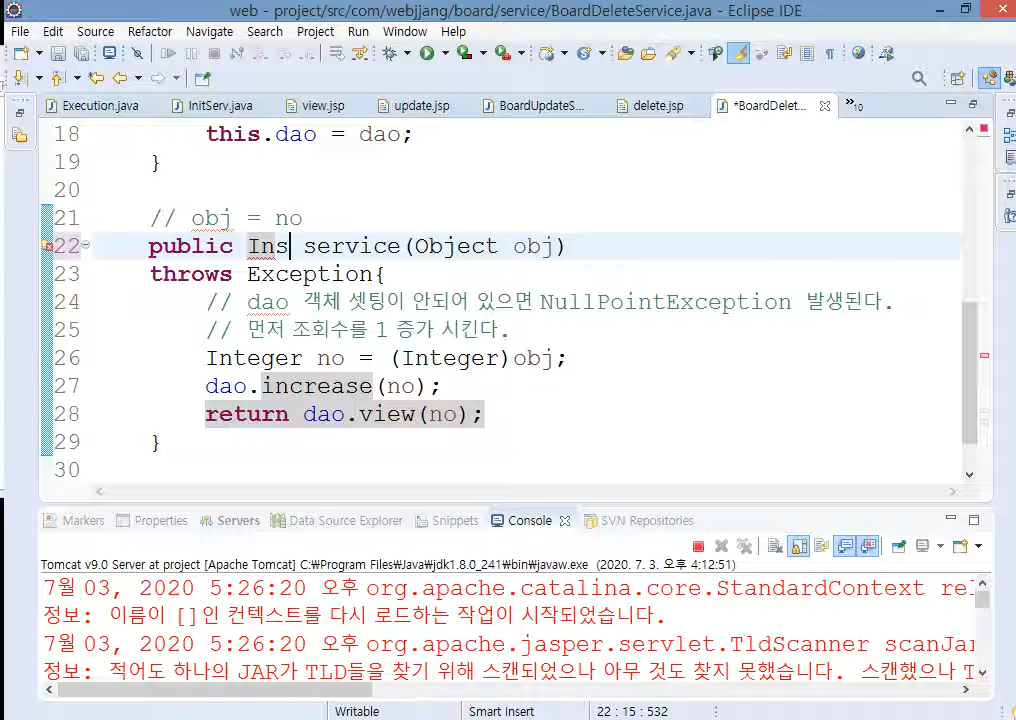 web - project/src/com/webjjang/board/service/BoardDeleteService.java - Eclipse IDE
File Edit Source Refactor Navigate Search Project Run Window Help
Execution.java InitServ.java view.jsp update.jsp BoardUpdateS... delete.jsp *BoardDelet... »10
18 this.dao = dao;
19 }
20
21 // obj = no
22 public Ins service(Object obj)
23 throws Exception{
24 // dao 객체 셋팅이 안되어 있으면 NullPointException 발생된다.
25 // 먼저 조회수를 1 증가 시킨다.
26 Integer no = (Integer)obj;
27 dao.increase(no);
28 return dao.view(no);
29 }
30
Markers Properties Servers Data Source Explorer Snippets Console SVN Repositories
Tomcat v9.0 Server at project [Apache Tomcat] C:\Program Files\Java\jdk1.8.0_241\bin\javaw.exe (2020. 7. 3. 오후 4:12:51)
7월 03, 2020 5:26:20 오후 org.apache.catalina.core.StandardContext rel
정보: 이름이 []인 컨텍스트를 다시 로드하는 작업이 시작되었습니다.
7월 03, 2020 5:26:20 오후 org.apache.jasper.servlet.TldScanner scanJar
정보: 적어도 하나의 JAR가 TLD들을 찾기 위해 스캔되었으나 아무 것도 찾지 못했습니다. 스캔했으나 T
Writable Smart Insert 22 : 15 : 532